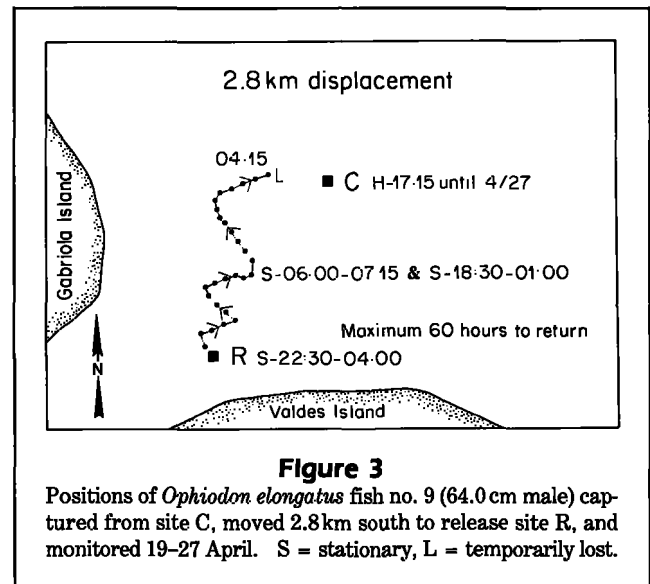 2.8 km displacement
04·15
L
C H-17·15 until 4/27
Gabriola Island
S-06·00-07·15 & S-18·30-01·00
Maximum 60 hours to return
N
R S-22·30-04·00
Valdes Island
Figure 3
Positions of Ophiodon elongatus fish no. 9 (64.0 cm male) cap-
tured from site C, moved 2.8 km south to release site R, and
monitored 19–27 April. S = stationary, L = temporarily lost.